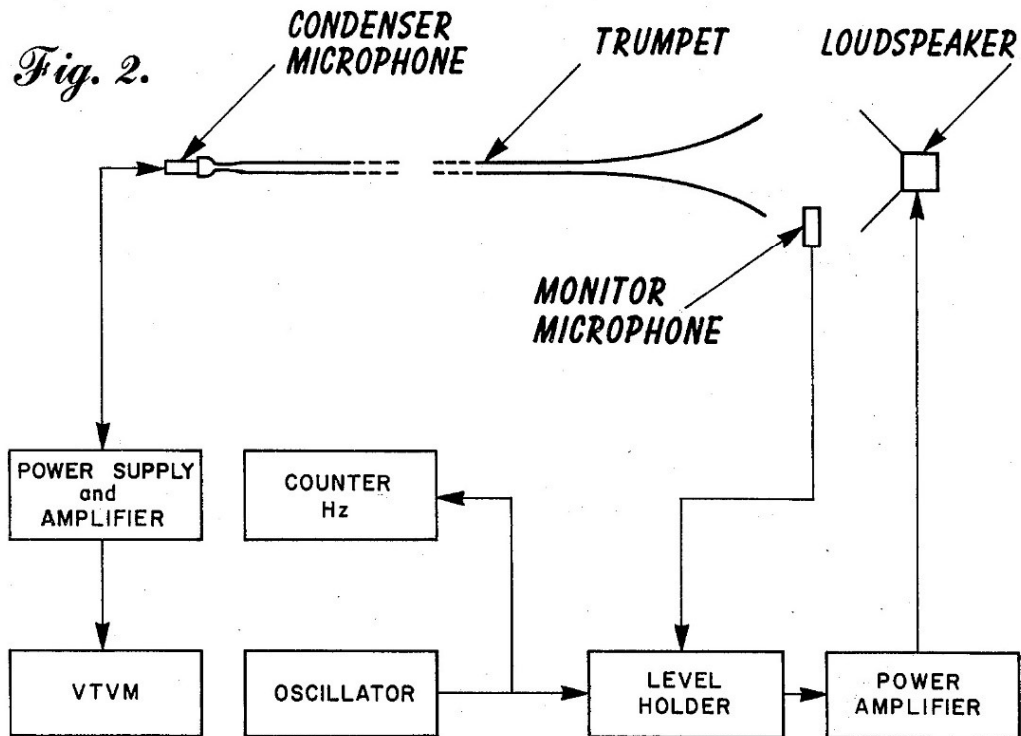 Fig. 2.
CONDENSER
MICROPHONE
TRUMPET
LOUDSPEAKER
MONITOR
MICROPHONE
POWER SUPPLY
and
AMPLIFIER
COUNTER
Hz
VTVM
OSCILLATOR
LEVEL
HOLDER
POWER
AMPLIFIER